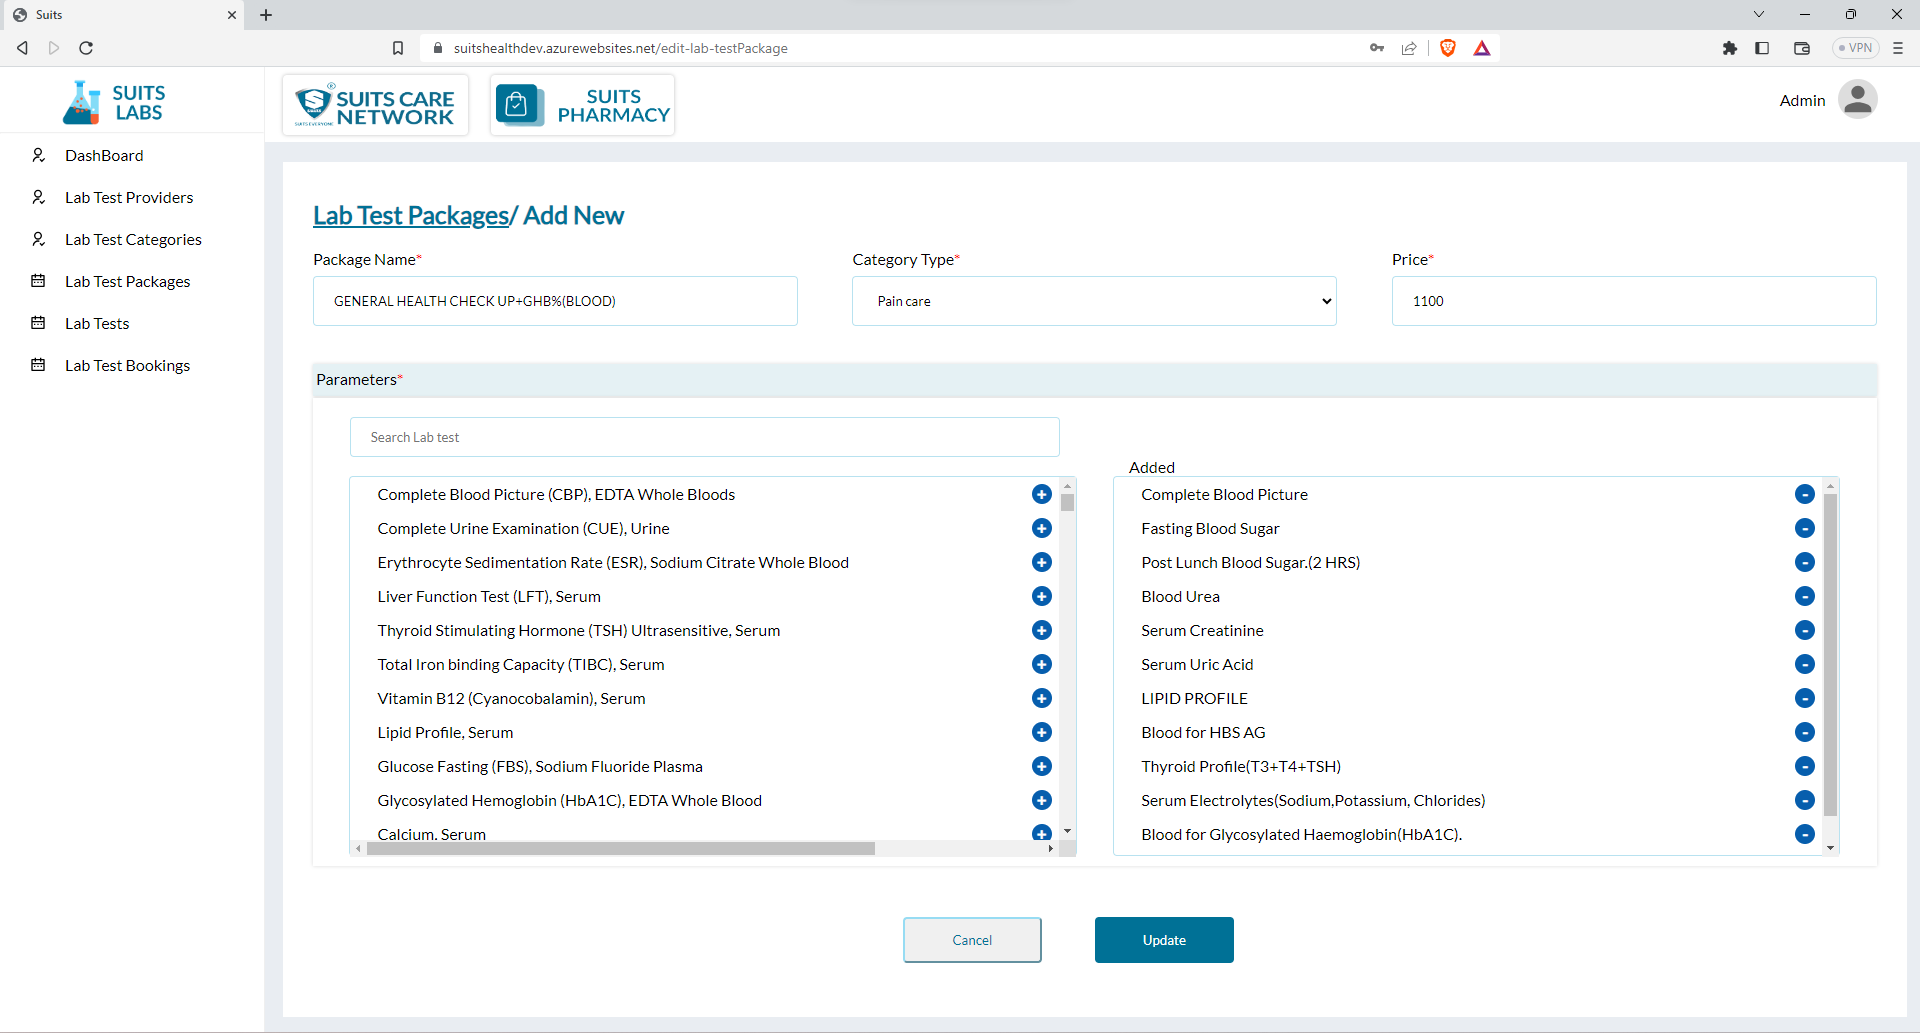 Suits
suitshealthdev.azurewebsites.net/edit-lab-testPackage
VPN
SUITS
LABS
SUITS CARE
NETWORK
SUITS
PHARMACY
Admin
DashBoard
Lab Test Providers
Lab Test Categories
Lab Test Packages
Lab Tests
Lab Test Bookings
Lab Test Packages/ Add New
Package Name*
Category Type*
Price*
GENERAL HEALTH CHECK UP+GHB%(BLOOD)
Pain care
1100
Parameters*
Search Lab test
Complete Blood Picture (CBP), EDTA Whole Bloods
Complete Urine Examination (CUE), Urine
Erythrocyte Sedimentation Rate (ESR), Sodium Citrate Whole Blood
Liver Function Test (LFT), Serum
Thyroid Stimulating Hormone (TSH) Ultrasensitive, Serum
Total Iron binding Capacity (TIBC), Serum
Vitamin B12 (Cyanocobalamin), Serum
Lipid Profile, Serum
Glucose Fasting (FBS), Sodium Fluoride Plasma
Glycosylated Hemoglobin (HbA1C), EDTA Whole Blood
Calcium, Serum
Added
Complete Blood Picture
Fasting Blood Sugar
Post Lunch Blood Sugar.(2 HRS)
Blood Urea
Serum Creatinine
Serum Uric Acid
LIPID PROFILE
Blood for HBS AG
Thyroid Profile(T3+T4+TSH)
Serum Electrolytes(Sodium,Potassium, Chlorides)
Blood for Glycosylated Haemoglobin(HbA1C).
Cancel
Update